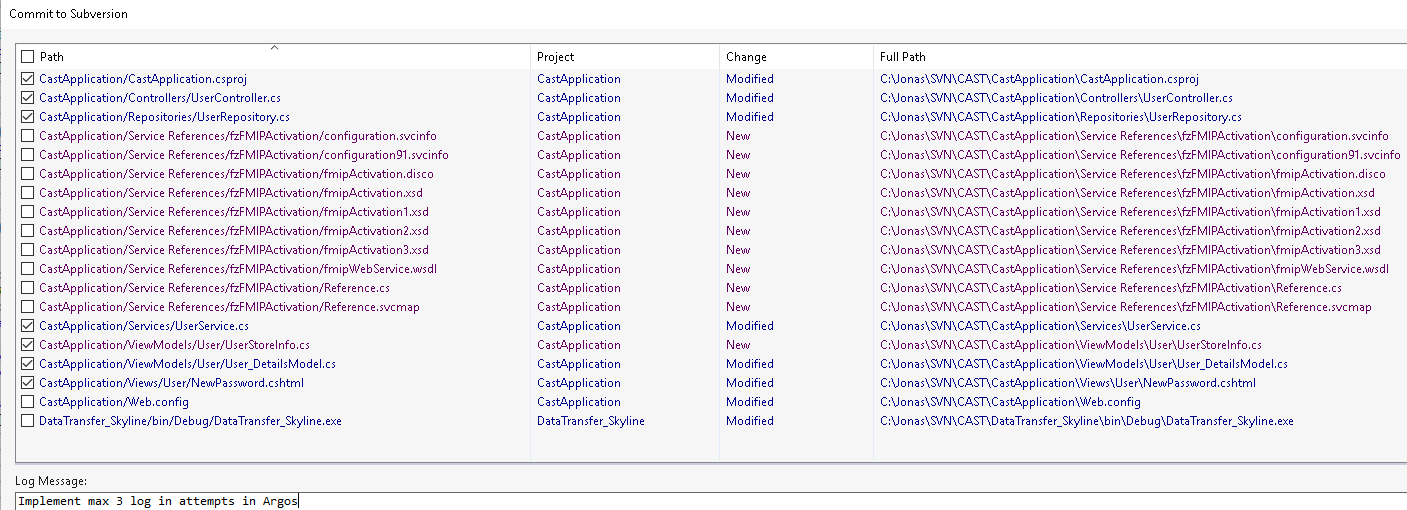 Commit to Subversion
Path Project Change Full Path
CastApplication/CastApplication.csproj CastApplication Modified C:\Jonas\SVN\CAST\CastApplication\CastApplication.csproj
CastApplication/Controllers/UserController.cs CastApplication Modified C:\Jonas\SVN\CAST\CastApplication\Controllers\UserController.cs
CastApplication/Repositories/UserRepository.cs CastApplication Modified C:\Jonas\SVN\CAST\CastApplication\Repositories\UserRepository.cs
CastApplication/Service References/fzFMIPActivation/configuration.svcinfo CastApplication New C:\Jonas\SVN\CAST\CastApplication\Service References\fzFMIPActivation\configuration.svcinfo
CastApplication/Service References/fzFMIPActivation/configuration91.svcinfo CastApplication New C:\Jonas\SVN\CAST\CastApplication\Service References\fzFMIPActivation\configuration91.svcinfo
CastApplication/Service References/fzFMIPActivation/fmipActivation.disco CastApplication New C:\Jonas\SVN\CAST\CastApplication\Service References\fzFMIPActivation\fmipActivation.disco
CastApplication/Service References/fzFMIPActivation/fmipActivation.xsd CastApplication New C:\Jonas\SVN\CAST\CastApplication\Service References\fzFMIPActivation\fmipActivation.xsd
CastApplication/Service References/fzFMIPActivation/fmipActivation1.xsd CastApplication New C:\Jonas\SVN\CAST\CastApplication\Service References\fzFMIPActivation\fmipActivation1.xsd
CastApplication/Service References/fzFMIPActivation/fmipActivation2.xsd CastApplication New C:\Jonas\SVN\CAST\CastApplication\Service References\fzFMIPActivation\fmipActivation2.xsd
CastApplication/Service References/fzFMIPActivation/fmipActivation3.xsd CastApplication New C:\Jonas\SVN\CAST\CastApplication\Service References\fzFMIPActivation\fmipActivation3.xsd
CastApplication/Service References/fzFMIPActivation/fmipWebService.wsdl CastApplication New C:\Jonas\SVN\CAST\CastApplication\Service References\fzFMIPActivation\fmipWebService.wsdl
CastApplication/Service References/fzFMIPActivation/Reference.cs CastApplication New C:\Jonas\SVN\CAST\CastApplication\Service References\fzFMIPActivation\Reference.cs
CastApplication/Service References/fzFMIPActivation/Reference.svcmap CastApplication New C:\Jonas\SVN\CAST\CastApplication\Service References\fzFMIPActivation\Reference.svcmap
CastApplication/Services/UserService.cs CastApplication Modified C:\Jonas\SVN\CAST\CastApplication\Services\UserService.cs
CastApplication/ViewModels/User/UserStoreInfo.cs CastApplication New C:\Jonas\SVN\CAST\CastApplication\ViewModels\User\UserStoreInfo.cs
CastApplication/ViewModels/User/User_DetailsModel.cs CastApplication Modified C:\Jonas\SVN\CAST\CastApplication\ViewModels\User\User_DetailsModel.cs
CastApplication/Views/User/NewPassword.cshtml CastApplication Modified C:\Jonas\SVN\CAST\CastApplication\Views\User\NewPassword.cshtml
CastApplication/Web.config CastApplication Modified C:\Jonas\SVN\CAST\CastApplication\Web.config
DataTransfer_Skyline/bin/Debug/DataTransfer_Skyline.exe DataTransfer_Skyline Modified C:\Jonas\SVN\CAST\DataTransfer_Skyline\bin\Debug\DataTransfer_Skyline.exe
Log Message:
Implement max 3 log in attempts in Argos